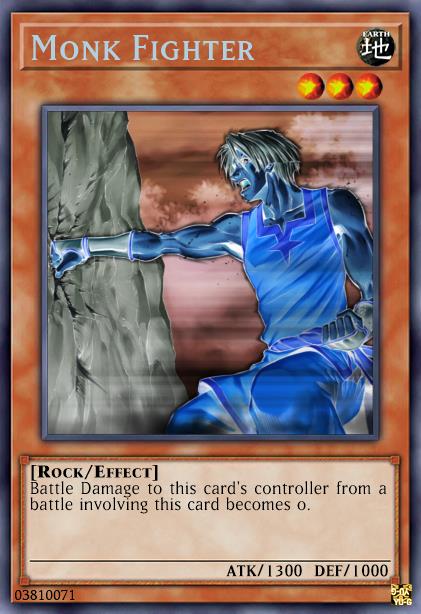 MONK FIGHTER
EARTH
地
[ROCK/EFFECT]
Battle Damage to this card's controller from a
battle involving this card becomes 0.
ATK/1300 DEF/1000
03810071